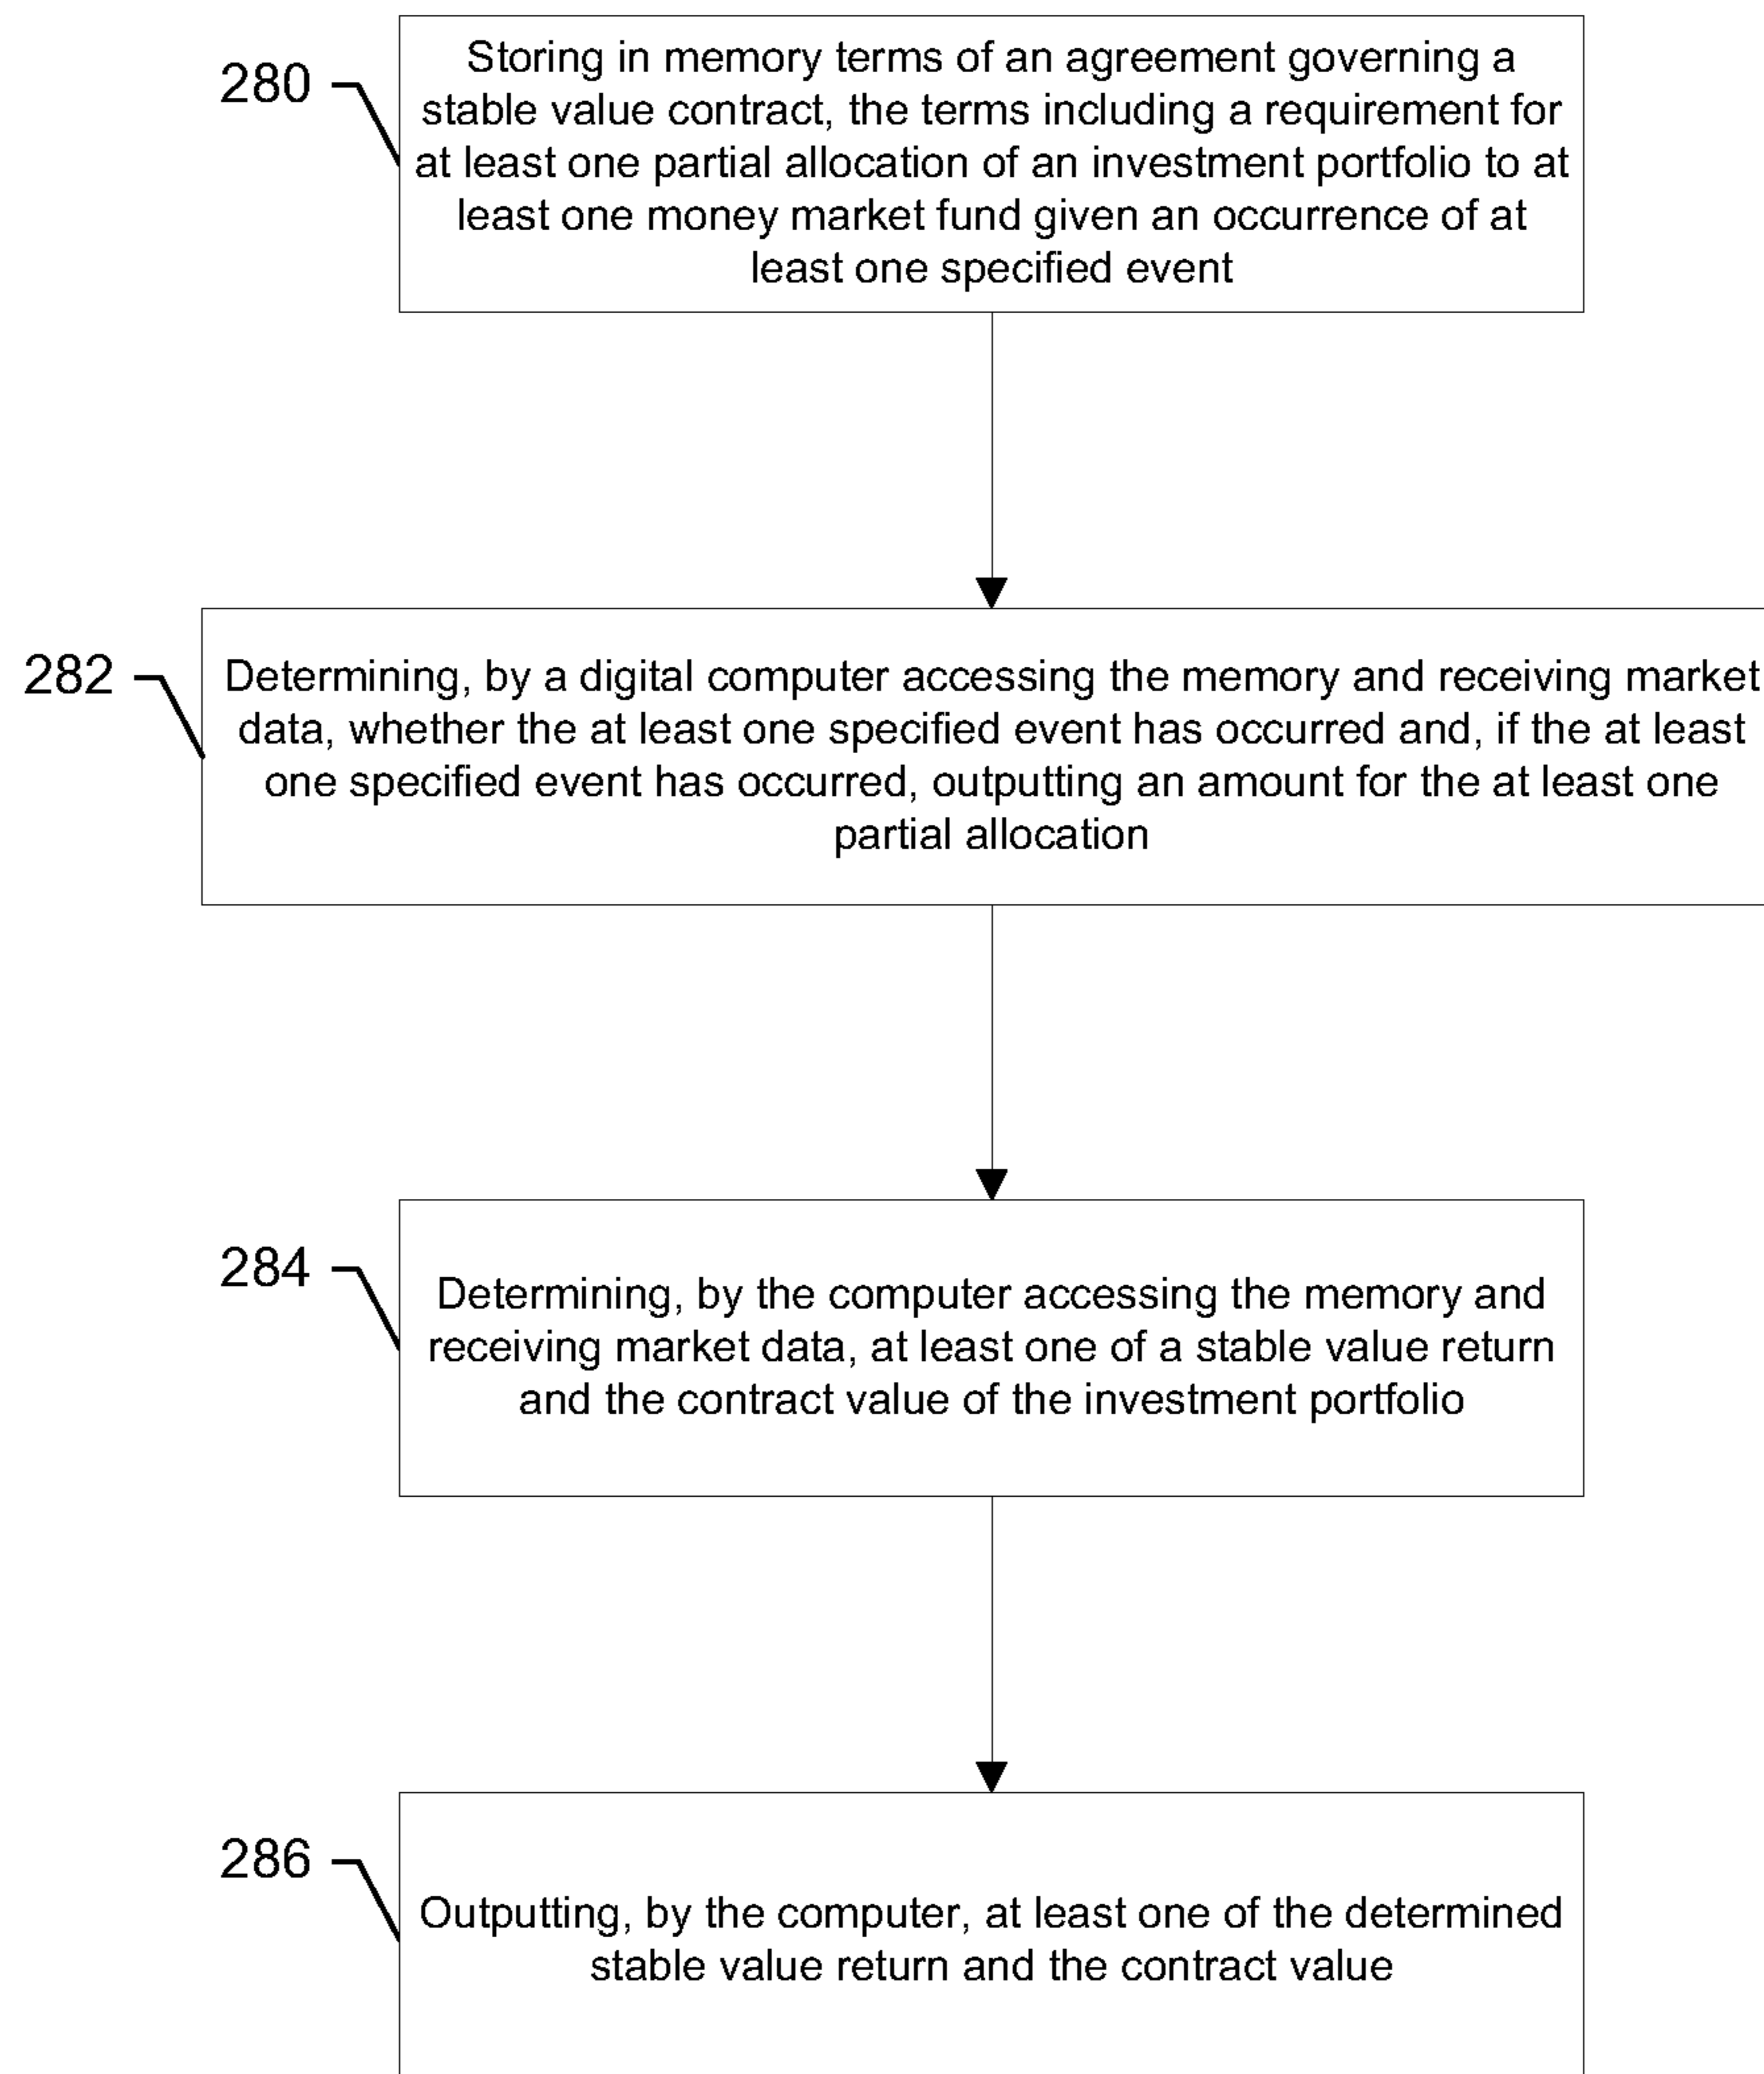 280
Storing in memory terms of an agreement governing a
stable value contract, the terms including a requirement for
at least one partial allocation of an investment portfolio to at
least one money market fund given an occurrence of at
least one specified event
282
Determining, by a digital computer accessing the memory and receiving market
data, whether the at least one specified event has occurred and, if the at least
one specified event has occurred, outputting an amount for the at least one
partial allocation
284
Determining, by the computer accessing the memory and
receiving market data, at least one of a stable value return
and the contract value of the investment portfolio
286
Outputting, by the computer, at least one of the determined
stable value return and the contract value